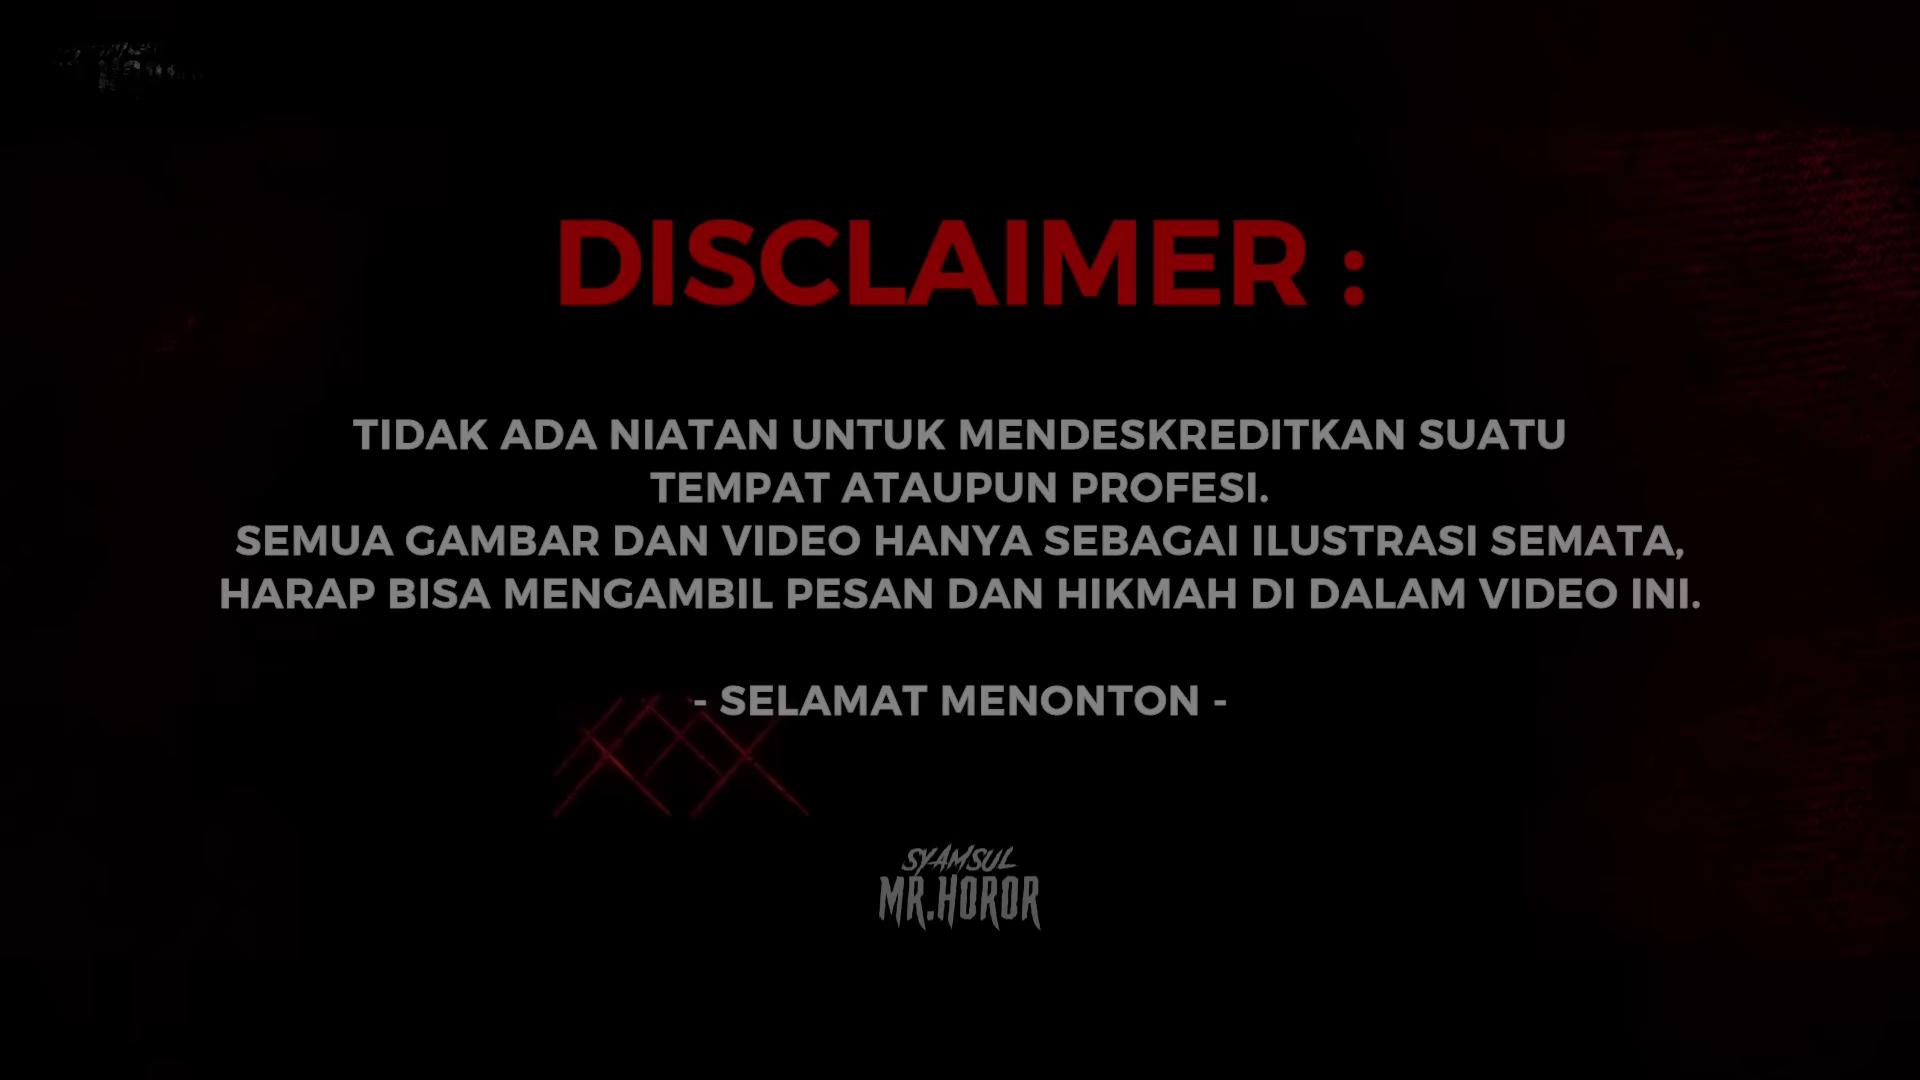 DISCLAIMER :
TIDAK ADA NIATAN UNTUK MENDESKREDITKAN SUATU
TEMPAT ATAUPUN PROFESI.
SEMUA GAMBAR DAN VIDEO HANYA SEBAGAI ILUSTRASI SEMATA,
HARAP BISA MENGAMBIL PESAN DAN HIKMAH DI DALAM VIDEO INI.
- SELAMAT MENONTON -
SYAMSUL
MR.HOROR